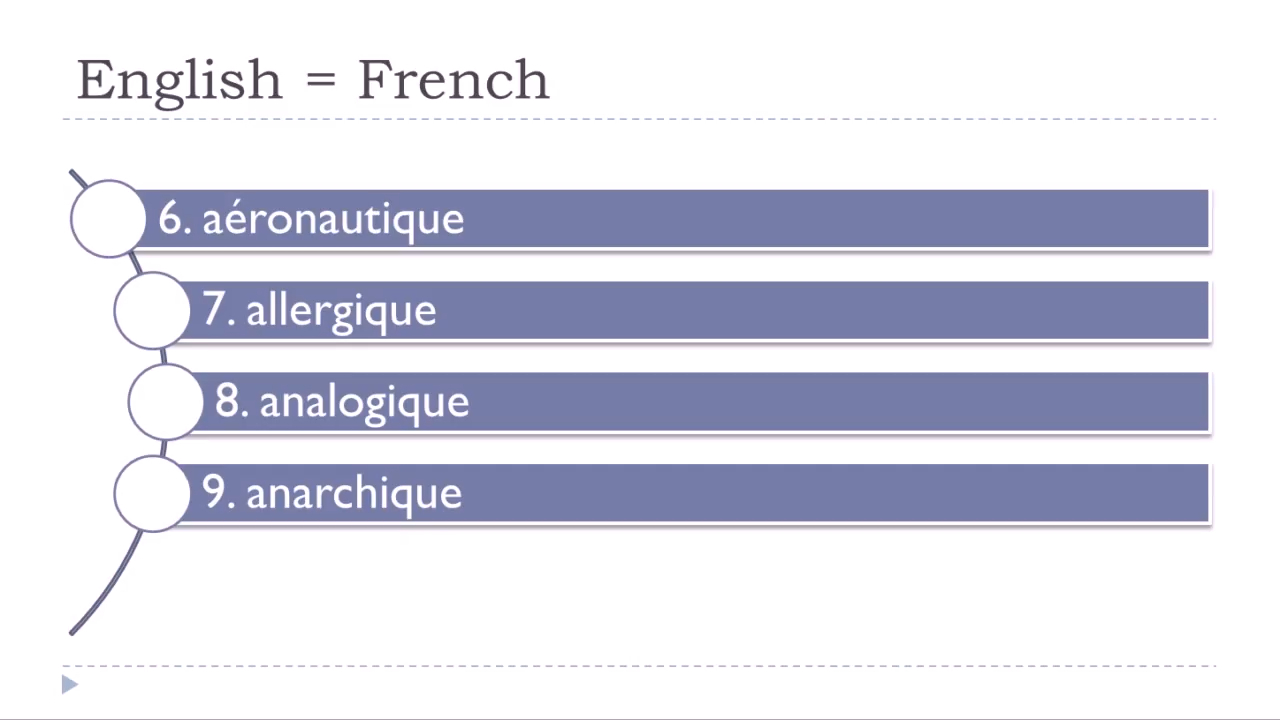 English = French
6. aéronautique
7. allergique
8. analogique
9. anarchique